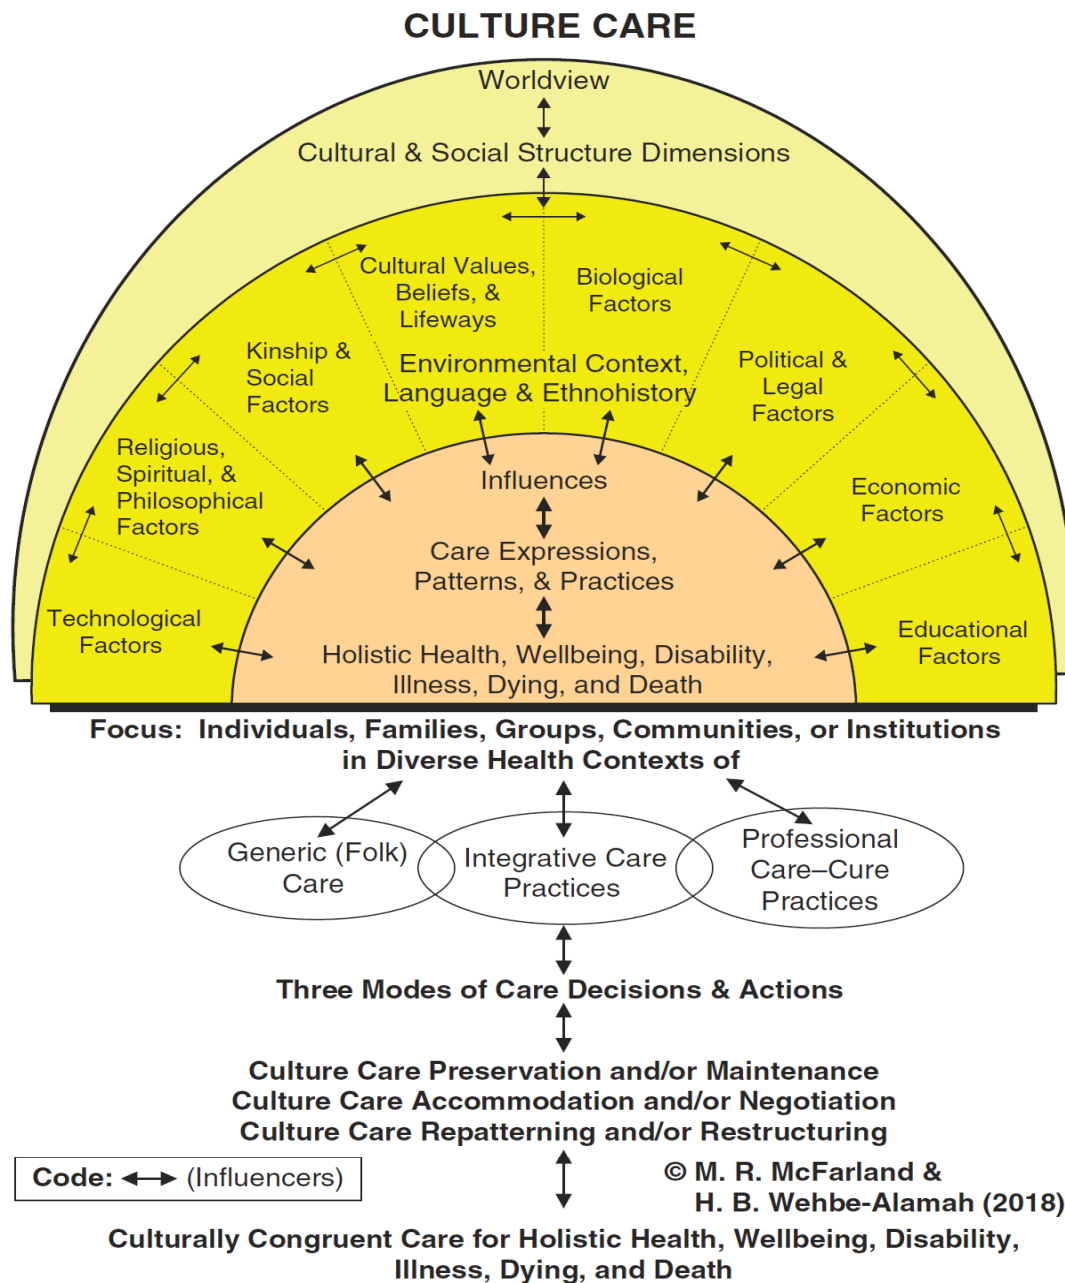 CULTURE CARE
Worldview
Cultural & Social Structure Dimensions
Cultural Values,
Beliefs, &
Lifeways
Biological
Factors
Kinship &
Social
Factors
Environmental Context,
Language & Ethnohistory
Political &
Legal
Factors
Religious,
Spiritual, &
Philosophical
Factors
Influences
Economic
Factors
Care Expressions,
Patterns, & Practices
Technological
Factors
Holistic Health, Wellbeing, Disability,
Illness, Dying, and Death
Educational
Factors
Focus: Individuals, Families, Groups, Communities, or Institutions
in Diverse Health Contexts of
Generic (Folk)
Care
Integrative Care
Practices
Professional
Care–Cure
Practices
Three Modes of Care Decisions & Actions
Culture Care Preservation and/or Maintenance
Culture Care Accommodation and/or Negotiation
Culture Care Repatterning and/or Restructuring
Code: ↔ (Influencers)
© M. R. McFarland &
H. B. Wehbe-Alamah (2018)
Culturally Congruent Care for Holistic Health, Wellbeing, Disability,
Illness, Dying, and Death